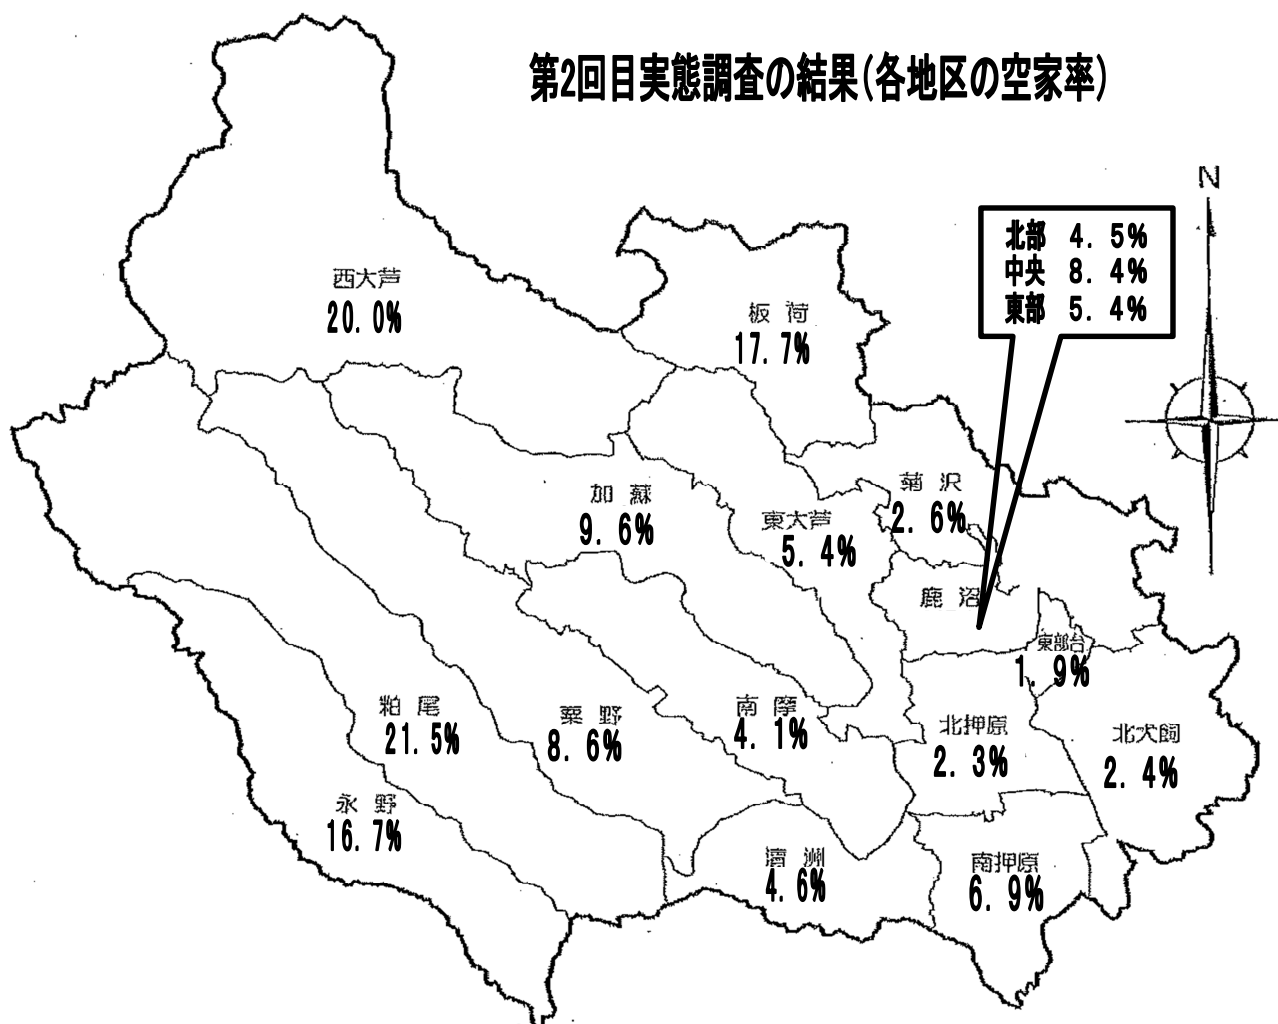 第2回目実態調査の結果(各地区の空家率)
N
北部 4.5%
中央 8.4%
東部 5.4%
西大芦
20.0%
板荷
17.7%
加蘇
9.6%
東大芦
5.4%
菊沢
2.6%
鹿沼
東部台
1.9%
粕尾
21.5%
粟野
8.6%
南摩
4.1%
北押原
2.3%
北犬飼
2.4%
永野
16.7%
清洲
4.6%
南押原
6.9%